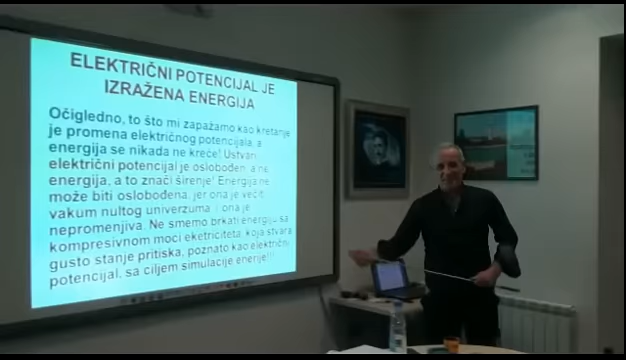 ELEKTRIČNI POTENCIJAL JE
IZRAŽENA ENERGIJA
Očigledno, to što mi zapažamo kao kretanje
je promena električnog potencijala, a
energija se nikada ne kreće! Ustvari
električni potencijal je oslobođen, a ne
energija, a to znači širenje! Energija ne
može biti oslobođena, jer ona je večit
vakum nultog univerzuma, i ona je
nepromenjiva. Ne smemo brkati energiju sa
kompresivnom moci eketriciteta, koja stvara
gusto stanje pritiska, poznato kao električni
potencijal, sa ciljem simulacije enerije!!!